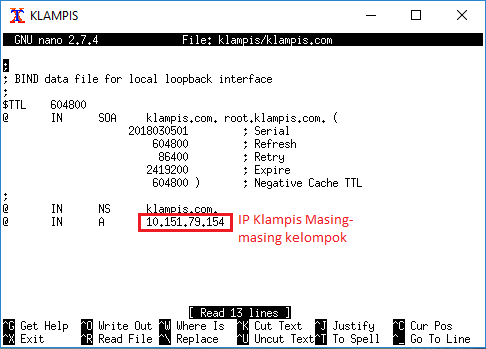 KLAMPIS
GNU nano 2.7.4 File: klampis/klampis.com
;
; BIND data file for local loopback interface
;
$TTL 604800
@ IN SOA klampis.com. root.klampis.com. (
2018030501 ; Serial
604800 ; Refresh
86400 ; Retry
2419200 ; Expire
604800 ) ; Negative Cache TTL
;
@ IN NS klampis.com.
@ IN A 10.151.79.154
IP Klampis Masing-
masing kelompok
[ Read 13 lines ]
^G Get Help ^O Write Out ^W Where Is ^K Cut Text ^J Justify ^C Cur Pos
^X Exit ^R Read File ^\ Replace ^U Uncut Text ^T To Spell ^_ Go To Line